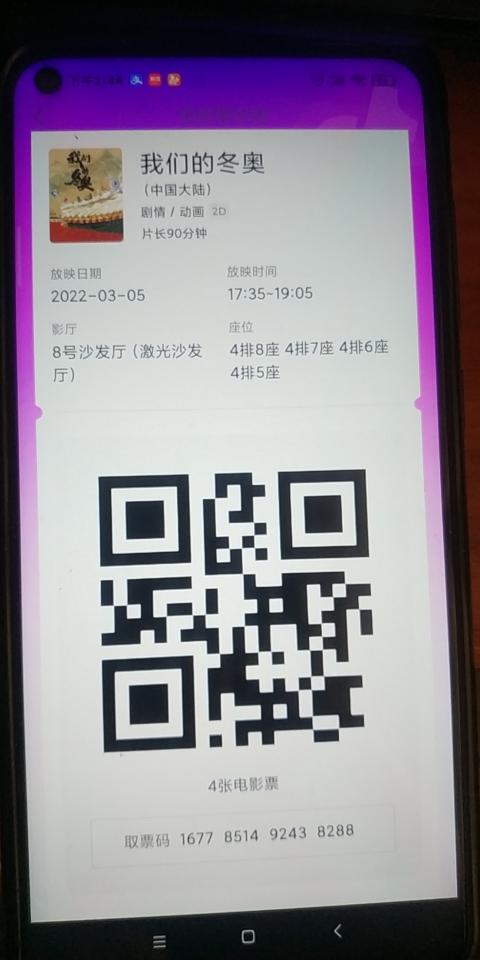 我们的冬奥
（中国大陆）
剧情 / 动画 2D
片长90分钟
放映日期
放映时间
2022-03-05
17:35~19:05
影厅
座位
8号沙发厅（激光沙发
厅）
4排8座 4排7座 4排6座
4排5座
4张电影票
取票码 1677 8514 9243 8288